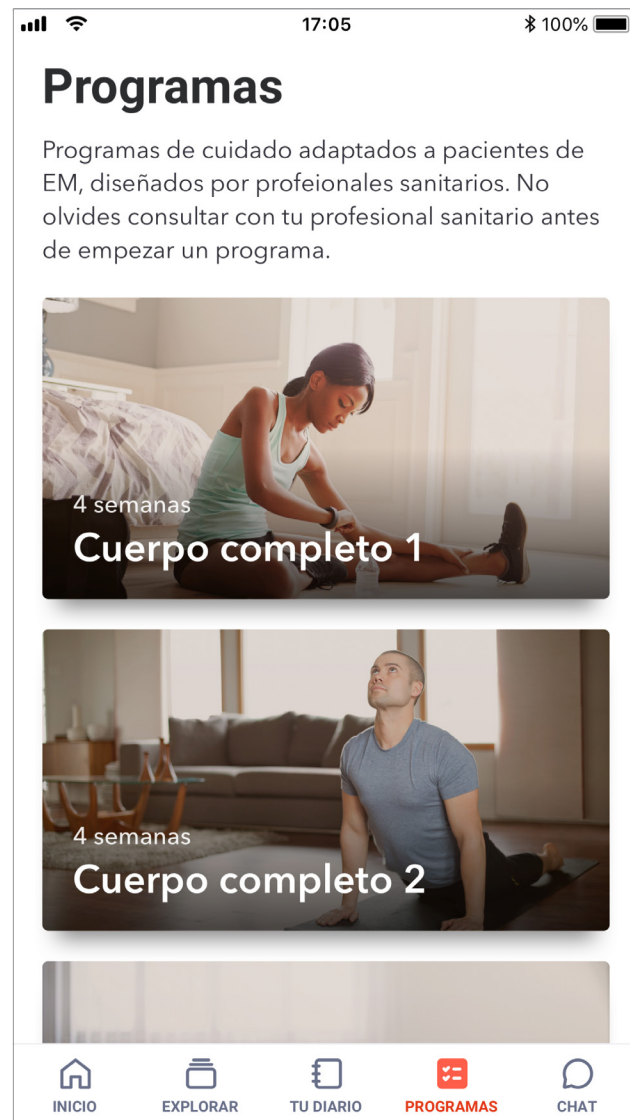 17:05
100%
Programas
Programas de cuidado adaptados a pacientes de
EM, diseñados por profeionales sanitarios. No
olvides consultar con tu profesional sanitario antes
de empezar un programa.
4 semanas
Cuerpo completo 1
4 semanas
Cuerpo completo 2
INICIO
EXPLORAR
TU DIARIO
PROGRAMAS
CHAT